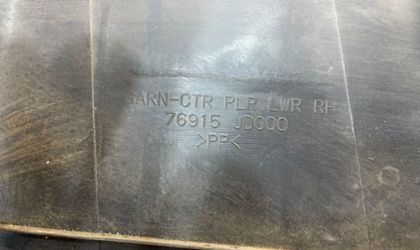 GARN-CTR PLR LWR RH
76915 JD000
>PP<